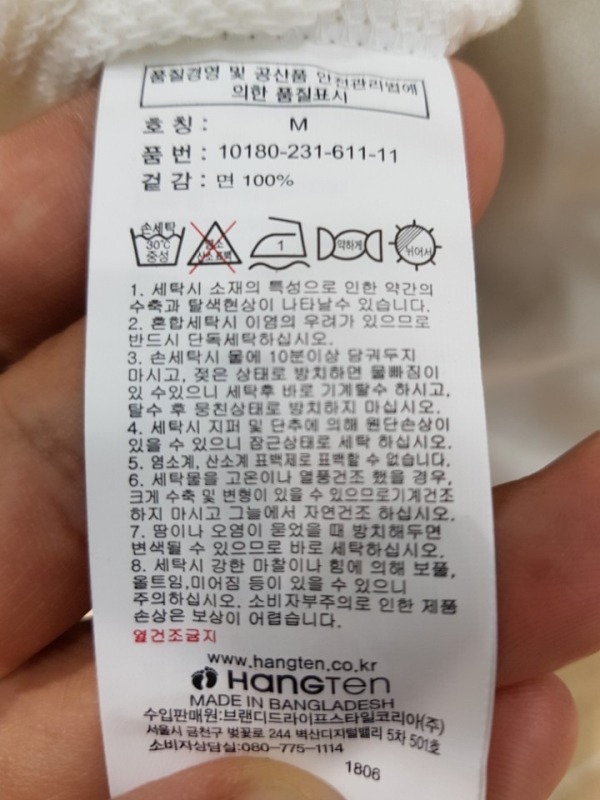 품질경영 및 공산품 안전관리법에
의한 품질표시
호 칭 : M
품 번 : 10180-231-611-11
겉 감 : 면 100%
손세탁
30℃
중성
염소
산소표백
1
약하게
뉘어서
1. 세탁시 소재의 특성으로 인한 약간의
수축과 탈색현상이 나타날수 있습니다.
2. 혼합세탁시 이염의 우려가 있으므로
반드시 단독세탁하십시오.
3. 손세탁시 물에 10분이상 담궈두지
마시고, 젖은 상태로 방치하면 물빠짐이
있 수있으니 세탁후 바로 기계탈수 하시고,
탈수 후 뭉친상태로 방치하지 마십시오.
4. 세탁시 지퍼 및 단추에 의해 원단손상이
있을 수 있으니 잠근상태로 세탁 하십시오.
5. 염소계, 산소계 표백제로 표백할 수 없습니다.
6. 세탁물을 고온이나 열풍건조 했을 경우,
크게 수축 및 변형이 있을 수 있으므로기계건조
하지 마시고 그늘에서 자연건조 하십시오.
7. 땀이나 오염이 묻었을 때 방치해두면
변색될 수 있으므로 바로 세탁하십시오.
8. 세탁시 강한 마찰이나 힘에 의해 보풀,
올트임,미어짐 등이 있을 수 있으니
주의하십시오. 소비자부주의로 인한 제품
손상은 보상이 어렵습니다.
열건조금지
www.hangten.co.kr
HANGTEN
MADE IN BANGLADESH
수입판매원:브랜디드라이프스타일코리아(주)
서울시 금천구 벚꽃로 244 벽산디지털밸리 5차 501호
소비자상담실:080-775-1114
1806